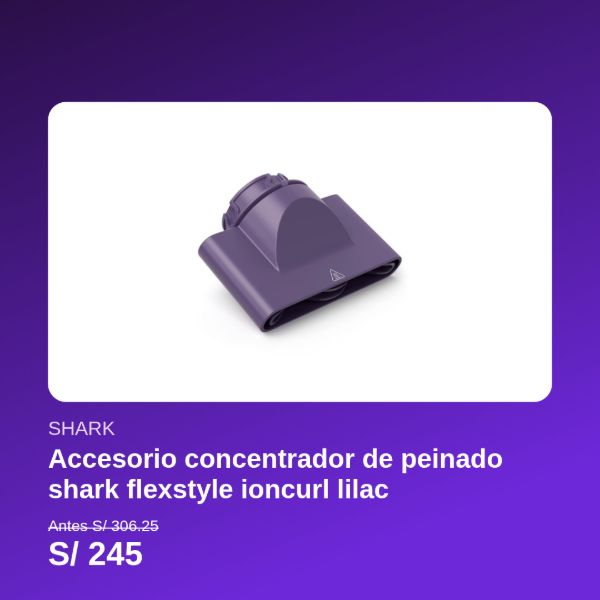 SHARK
Accesorio concentrador de peinado
shark flexstyle ioncurl lilac
Antes S/ 306.25
S/ 245